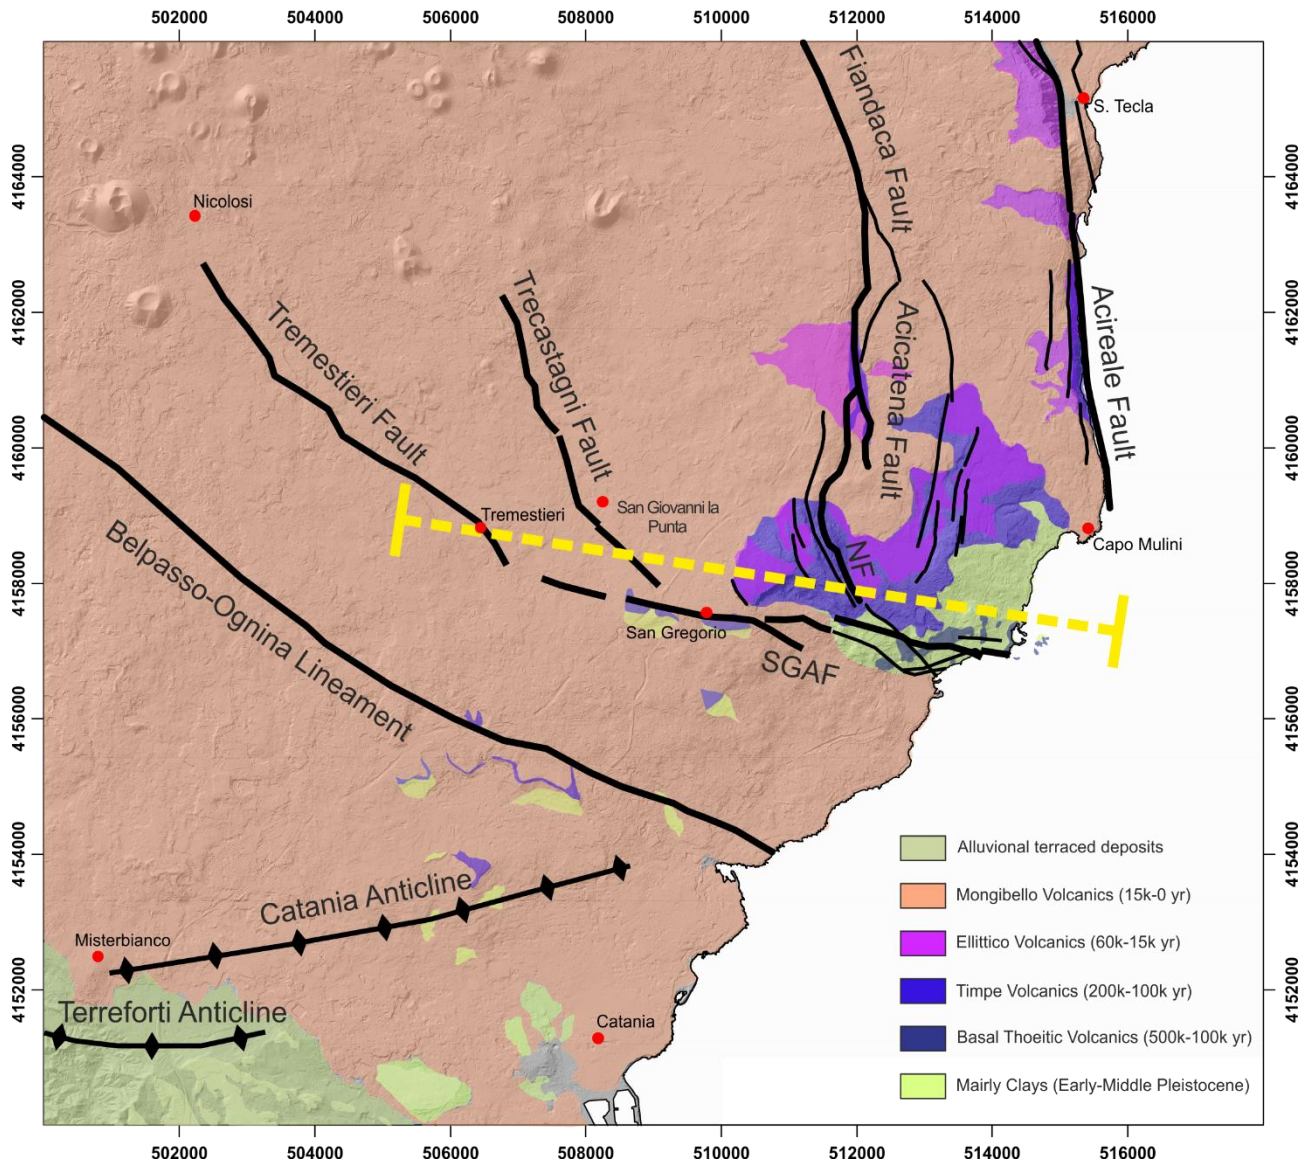 502000 504000 506000 508000 510000 512000 514000 516000
4164000
4162000
4160000
4158000
4156000
4154000
4152000
4164000
4162000
4160000
4158000
4156000
4154000
4152000
Fiandaca Fault
S. Tecla
Nicolosi
Tremestieri Fault
Trecastagni Fault
Acicatena Fault
Acireale Fault
Belpasso-Ognina Lineament
Tremestieri
San Giovanni la
Punta
NF
Capo Mulini
San Gregorio
SGAF
Catania Anticline
Misterbianco
Terreforti Anticline
Catania
Alluvional terraced deposits
Mongibello Volcanics (15k-0 yr)
Ellittico Volcanics (60k-15k yr)
Timpe Volcanics (200k-100k yr)
Basal Thoeitic Volcanics (500k-100k yr)
Mairly Clays (Early-Middle Pleistocene)
502000 504000 506000 508000 510000 512000 514000 516000